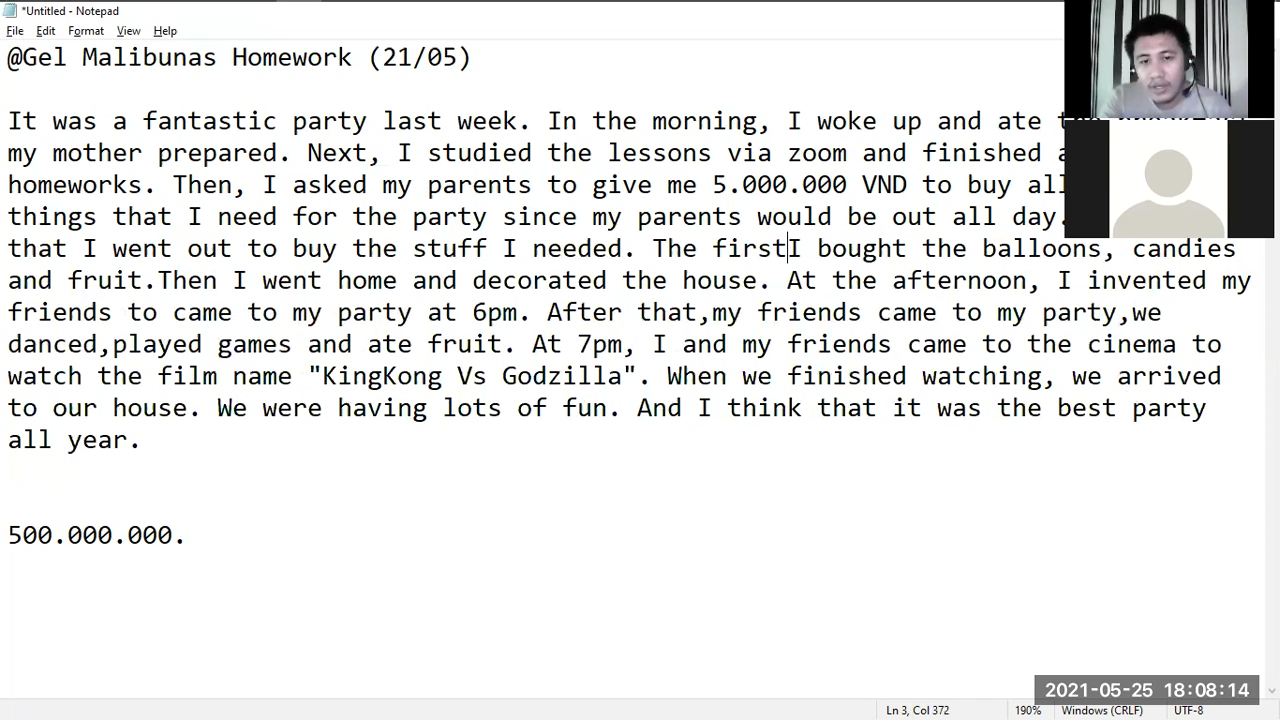 *Untitled - Notepad
File Edit Format View Help
@Gel Malibunas Homework (21/05)
It was a fantastic party last week. In the morning, I woke up and ate
my mother prepared. Next, I studied the lessons via zoom and finished
homeworks. Then, I asked my parents to give me 5.000.000 VND to buy all
things that I need for the party since my parents would be out all day.
that I went out to buy the stuff I needed. The firstI bought the balloons, candies
and fruit.Then I went home and decorated the house. At the afternoon, I invented my
friends to came to my party at 6pm. After that,my friends came to my party,we
danced,played games and ate fruit. At 7pm, I and my friends came to the cinema to
watch the film name "KingKong Vs Godzilla". When we finished watching, we arrived
to our house. We were having lots of fun. And I think that it was the best party
all year.
500.000.000.
2021-05-25 18:08:14
Ln 3, Col 372 190% Windows (CRLF) UTF-8